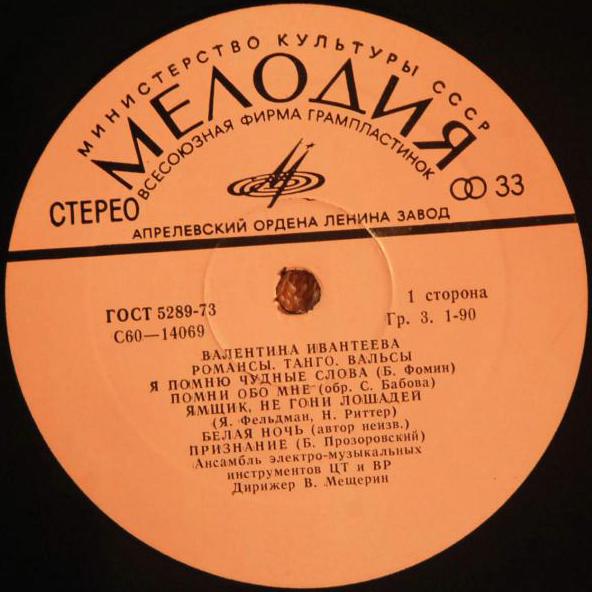 МИНИСТЕРСТВО КУЛЬТУРЫ СССР
МЕЛОДИЯ
ВСЕСОЮЗНАЯ ФИРМА ГРАМПЛАСТИНОК
СТЕРЕО
33
АПРЕЛЕВСКИЙ ОРДЕНА ЛЕНИНА ЗАВОД
ГОСТ 5289-73
С60—14069
1 сторона
Гр. 3. 1-90
ВАЛЕНТИНА ИВАНТЕЕВА
РОМАНСЫ. ТАНГО. ВАЛЬСЫ
Я ПОМНЮ ЧУДНЫЕ СЛОВА (Б. Фомин)
ПОМНИ ОБО МНЕ (обр. С. Бабова)
ЯМЩИК, НЕ ГОНИ ЛОШАДЕЙ
(Я. Фельдман, Н. Риттер)
БЕЛАЯ НОЧЬ (автор неизв.)
ПРИЗНАНИЕ (Б. Прозоровский)
Ансамбль электро-музыкальных
инструментов ЦТ и ВР
Дирижер В. Мещерин